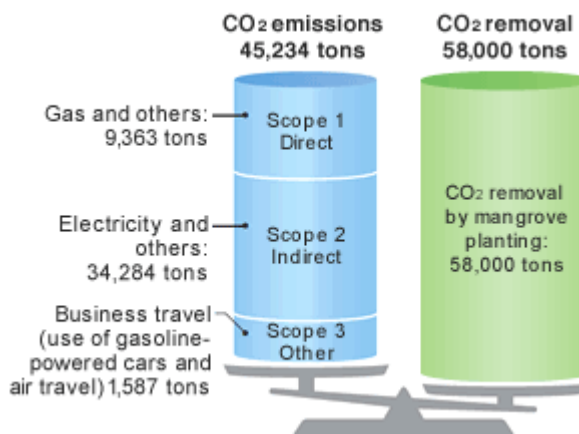 CO2 emissions
45,234 tons
CO2 removal
58,000 tons
Gas and others:
9,363 tons
Scope 1
Direct
Electricity and
others:
34,284 tons
Scope 2
Indirect
Business travel
(use of gasoline-
powered cars and
air travel) 1,587 tons
Scope 3
Other
CO2 removal
by mangrove
planting:
58,000 tons